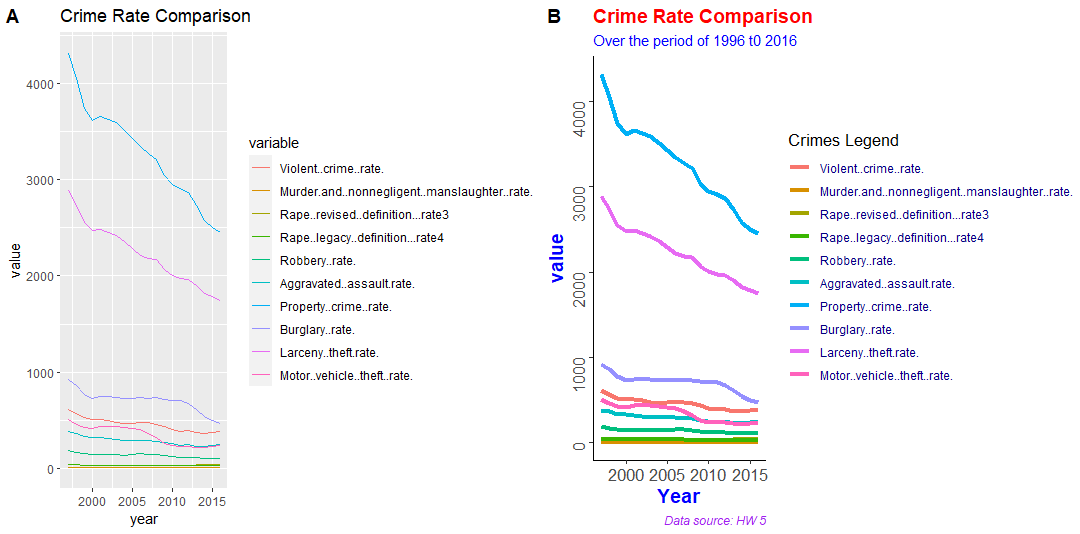 A
Crime Rate Comparison
4000
3000
2000
1000
0
value
2000 2005 2010 2015
year
variable
Violent..crime..rate.
Murder.and..nonnegligent..manslaughter..rate.
Rape..revised..definition...rate3
Rape..legacy..definition...rate4
Robbery..rate.
Aggravated..assault.rate.
Property..crime..rate.
Burglary..rate.
Larceny..theft.rate.
Motor..vehicle..theft..rate.
B
Crime Rate Comparison
Over the period of 1996 t0 2016
4000
3000
2000
1000
0
value
2000 2005 2010 2015
Year
Data source: HW 5
Crimes Legend
Violent..crime..rate.
Murder.and..nonnegligent..manslaughter..rate.
Rape..revised..definition...rate3
Rape..legacy..definition...rate4
Robbery..rate.
Aggravated..assault.rate.
Property..crime..rate.
Burglary..rate.
Larceny..theft.rate.
Motor..vehicle..theft..rate.